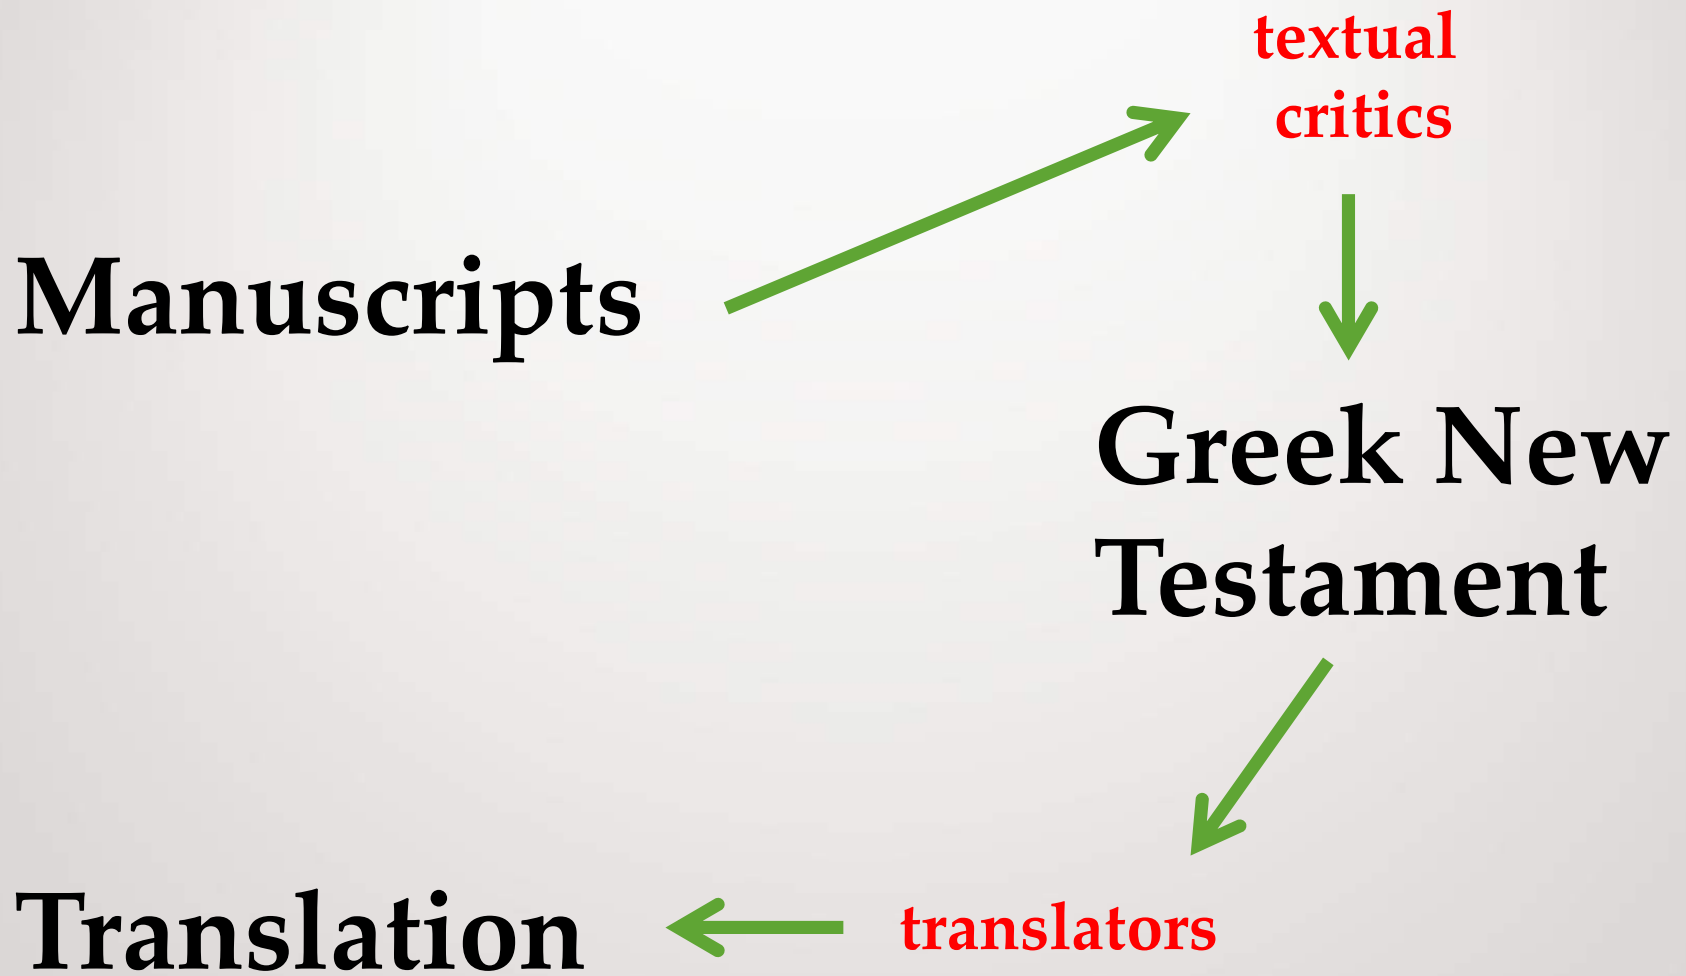 textual
critics
Manuscripts
Greek New
Testament
translators
Translation